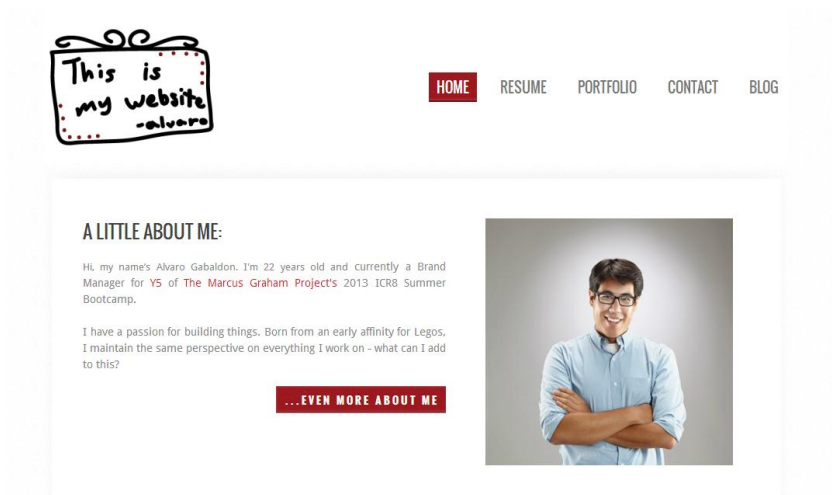 This is
my website
-alvaro
HOME RESUME PORTFOLIO CONTACT BLOG
A LITTLE ABOUT ME:
Hi, my name's Alvaro Gabaldon. I'm 22 years old and currently a Brand
Manager for Y5 of The Marcus Graham Project's 2013 ICR8 Summer
Bootcamp.
I have a passion for building things. Born from an early affinity for Legos,
I maintain the same perspective on everything I work on - what can I add
to this?
...EVEN MORE ABOUT ME